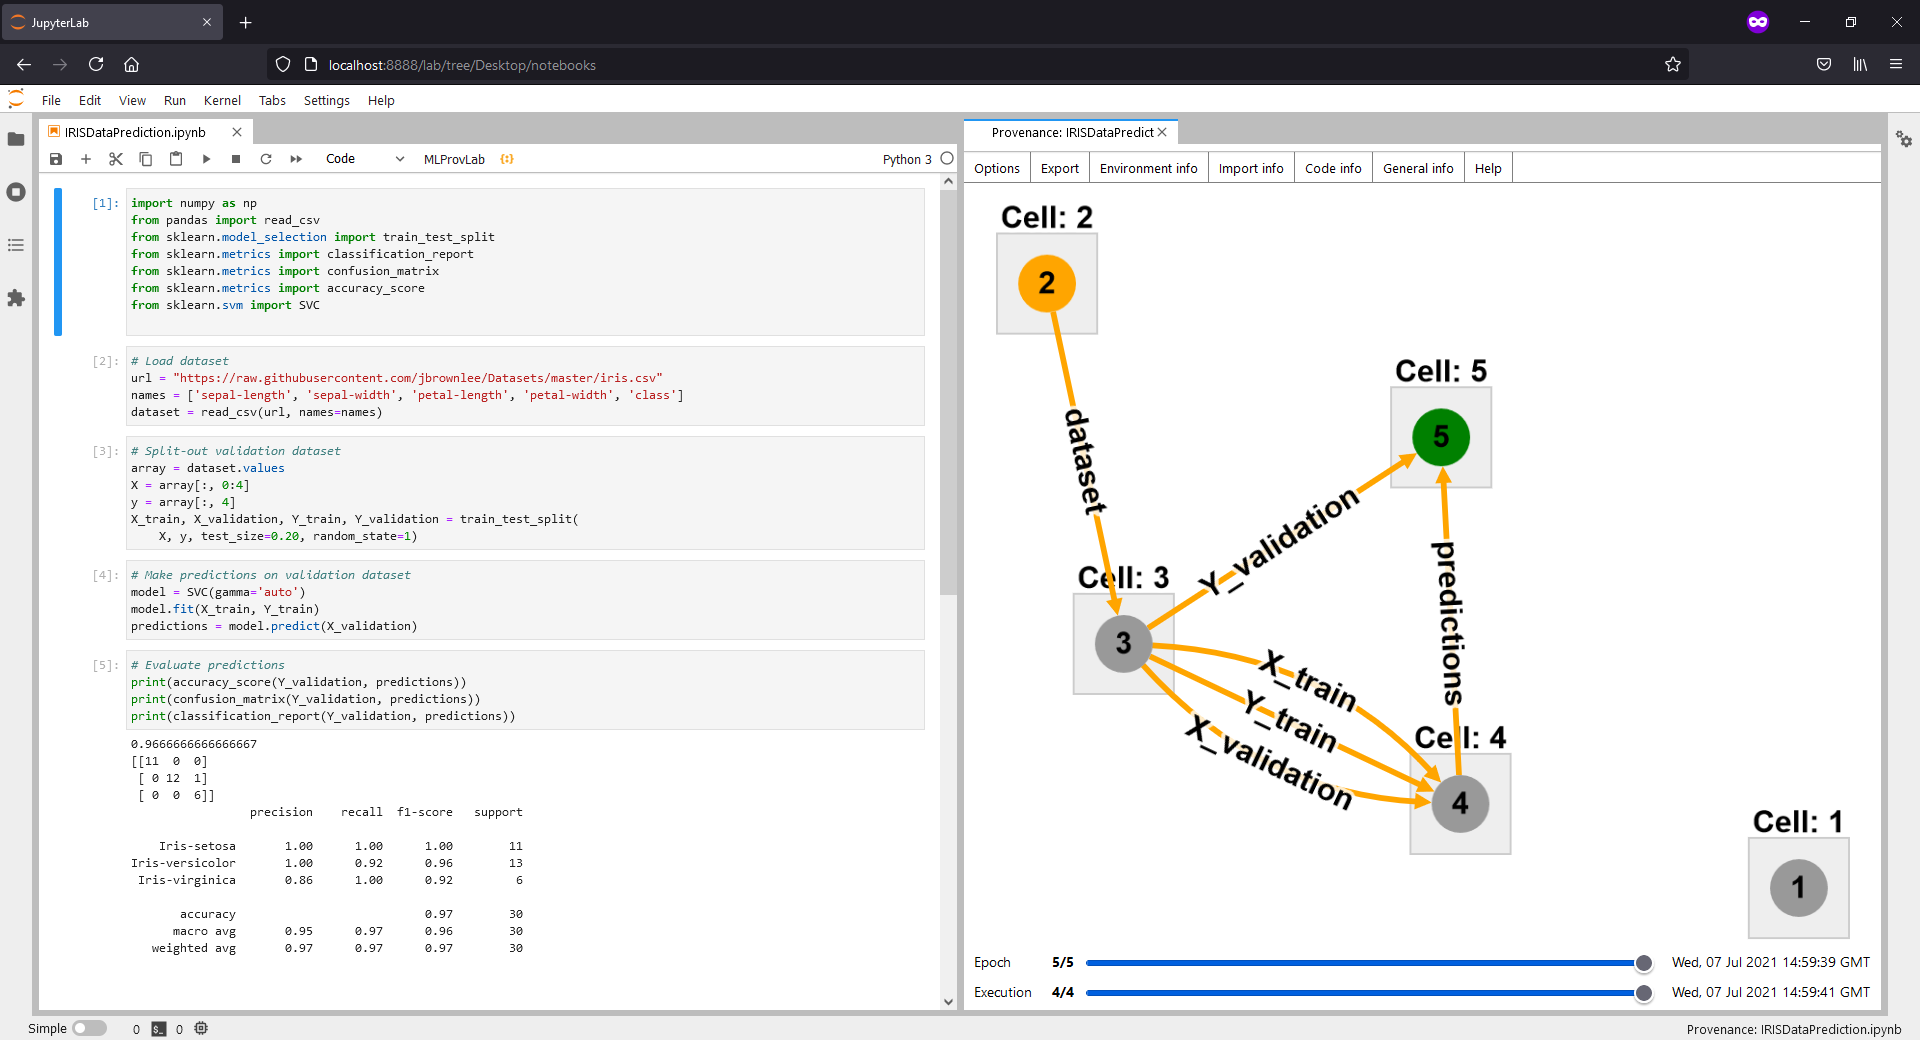 JupyterLab
localhost:8888/lab/tree/Desktop/notebooks
File Edit View Run Kernel Tabs Settings Help
IRISDataPrediction.ipynb
Code MLProvLab Python 3
[1]: import numpy as np
from pandas import read_csv
from sklearn.model_selection import train_test_split
from sklearn.metrics import classification_report
from sklearn.metrics import confusion_matrix
from sklearn.metrics import accuracy_score
from sklearn.svm import SVC
[2]: # Load dataset
url = "https://raw.githubusercontent.com/jbrownlee/Datasets/master/iris.csv"
names = ['sepal-length', 'sepal-width', 'petal-length', 'petal-width', 'class']
dataset = read_csv(url, names=names)
[3]: # Split-out validation dataset
array = dataset.values
X = array[:, 0:4]
y = array[:, 4]
X_train, X_validation, Y_train, Y_validation = train_test_split(
    X, y, test_size=0.20, random_state=1)
[4]: # Make predictions on validation dataset
model = SVC(gamma='auto')
model.fit(X_train, Y_train)
predictions = model.predict(X_validation)
[5]: # Evaluate predictions
print(accuracy_score(Y_validation, predictions))
print(confusion_matrix(Y_validation, predictions))
print(classification_report(Y_validation, predictions))
0.9666666666666667
[[11  0  0]
 [ 0 12  1]
 [ 0  0  6]]
precision recall f1-score support
Iris-setosa 1.00 1.00 1.00 11
Iris-versicolor 1.00 0.92 0.96 13
Iris-virginica 0.86 1.00 0.92 6
accuracy 0.97 30
macro avg 0.95 0.97 0.96 30
weighted avg 0.97 0.97 0.97 30
Provenance: IRISDataPredict
Options Export Environment info Import info Code info General info Help
Cell: 2
2
dataset
Cell: 5
5
Y_validation
predictions
Cell: 3
3
X_train
Y_train
X_validation
Cell: 4
4
Cell: 1
1
Epoch 5/5 Wed, 07 Jul 2021 14:59:39 GMT
Execution 4/4 Wed, 07 Jul 2021 14:59:41 GMT
Simple 0 $_ 0 Provenance: IRISDataPrediction.ipynb